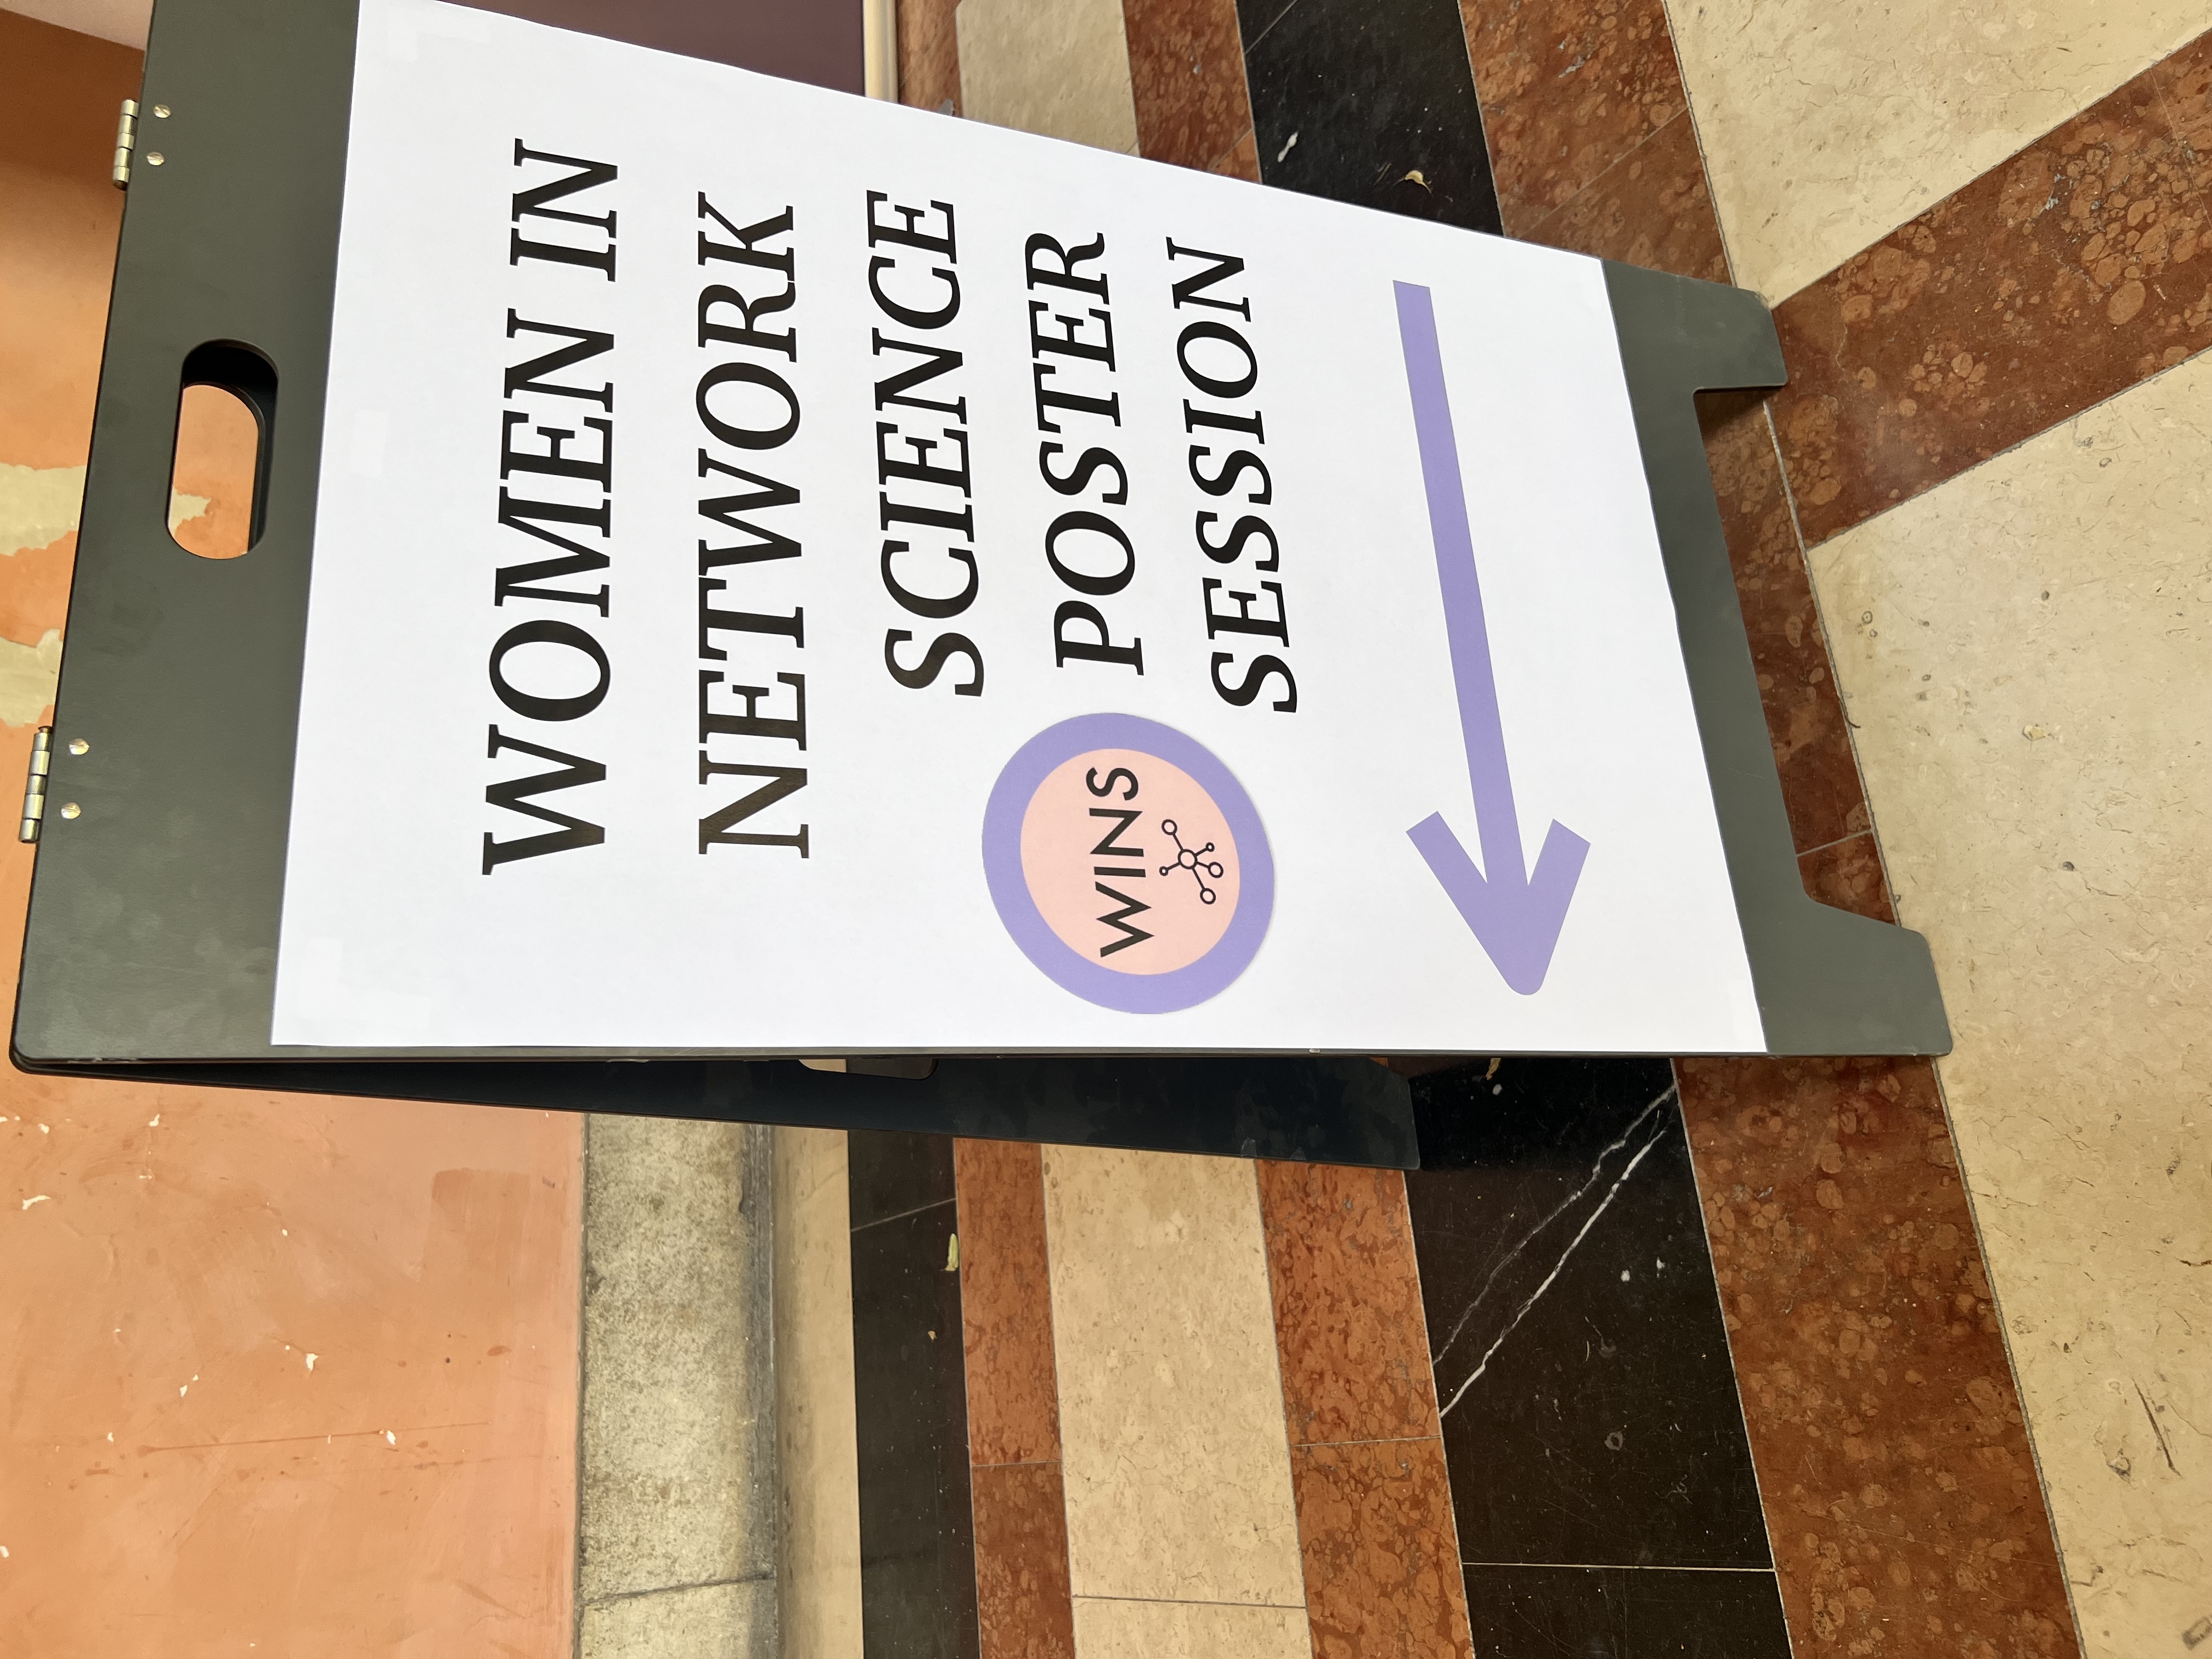 WOMEN IN
NETWORK
SCIENCE
POSTER
SESSION
WINS